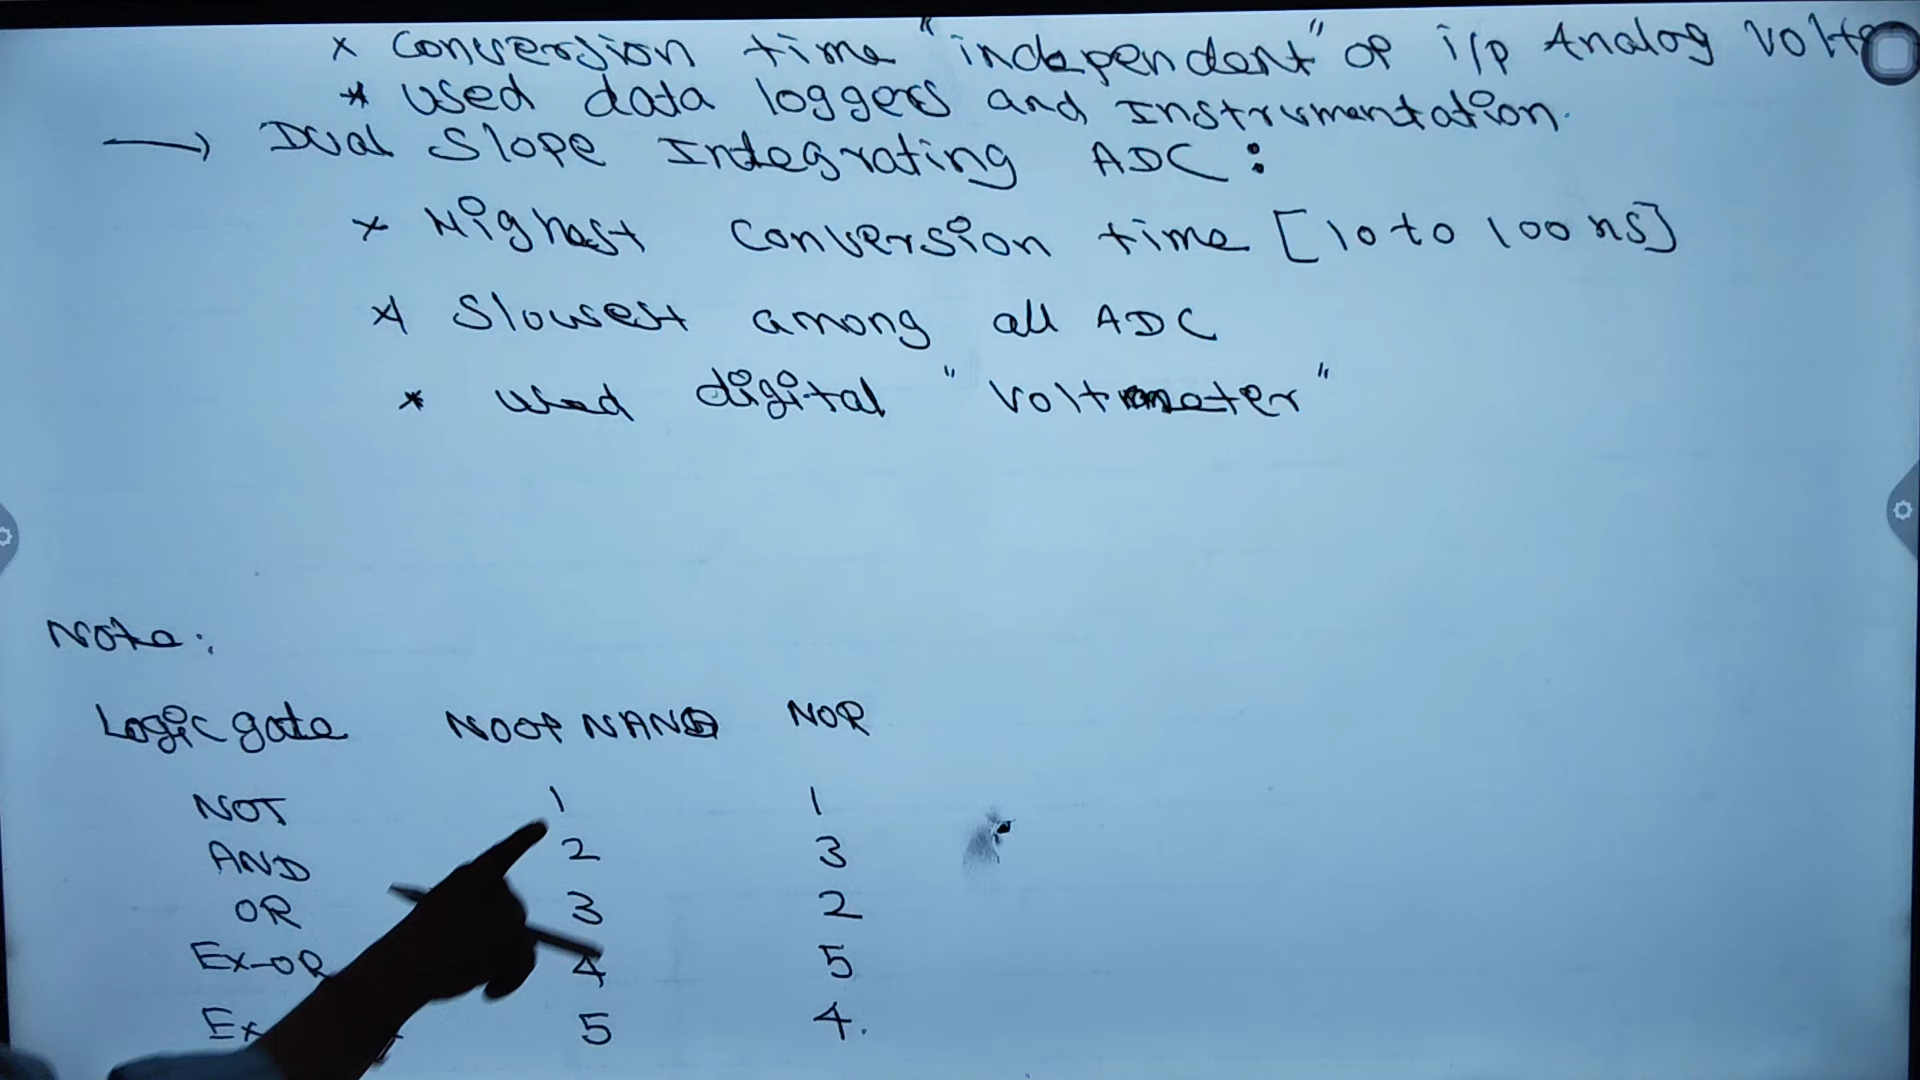 × Conversion time "independent" of i/p Analog Volt
* used data loggers and Instrumentation.
→ Dual Slope Integrating ADC :
× Highest Conversion time [10 to 100 ns]
× Slowest among all ADC
* used digital "Voltmeter"
Note:
Logic gate No of NAND NOR
NOT 1 1
AND 2 3
OR 3 2
Ex-OR 4 5
Ex 5 4.